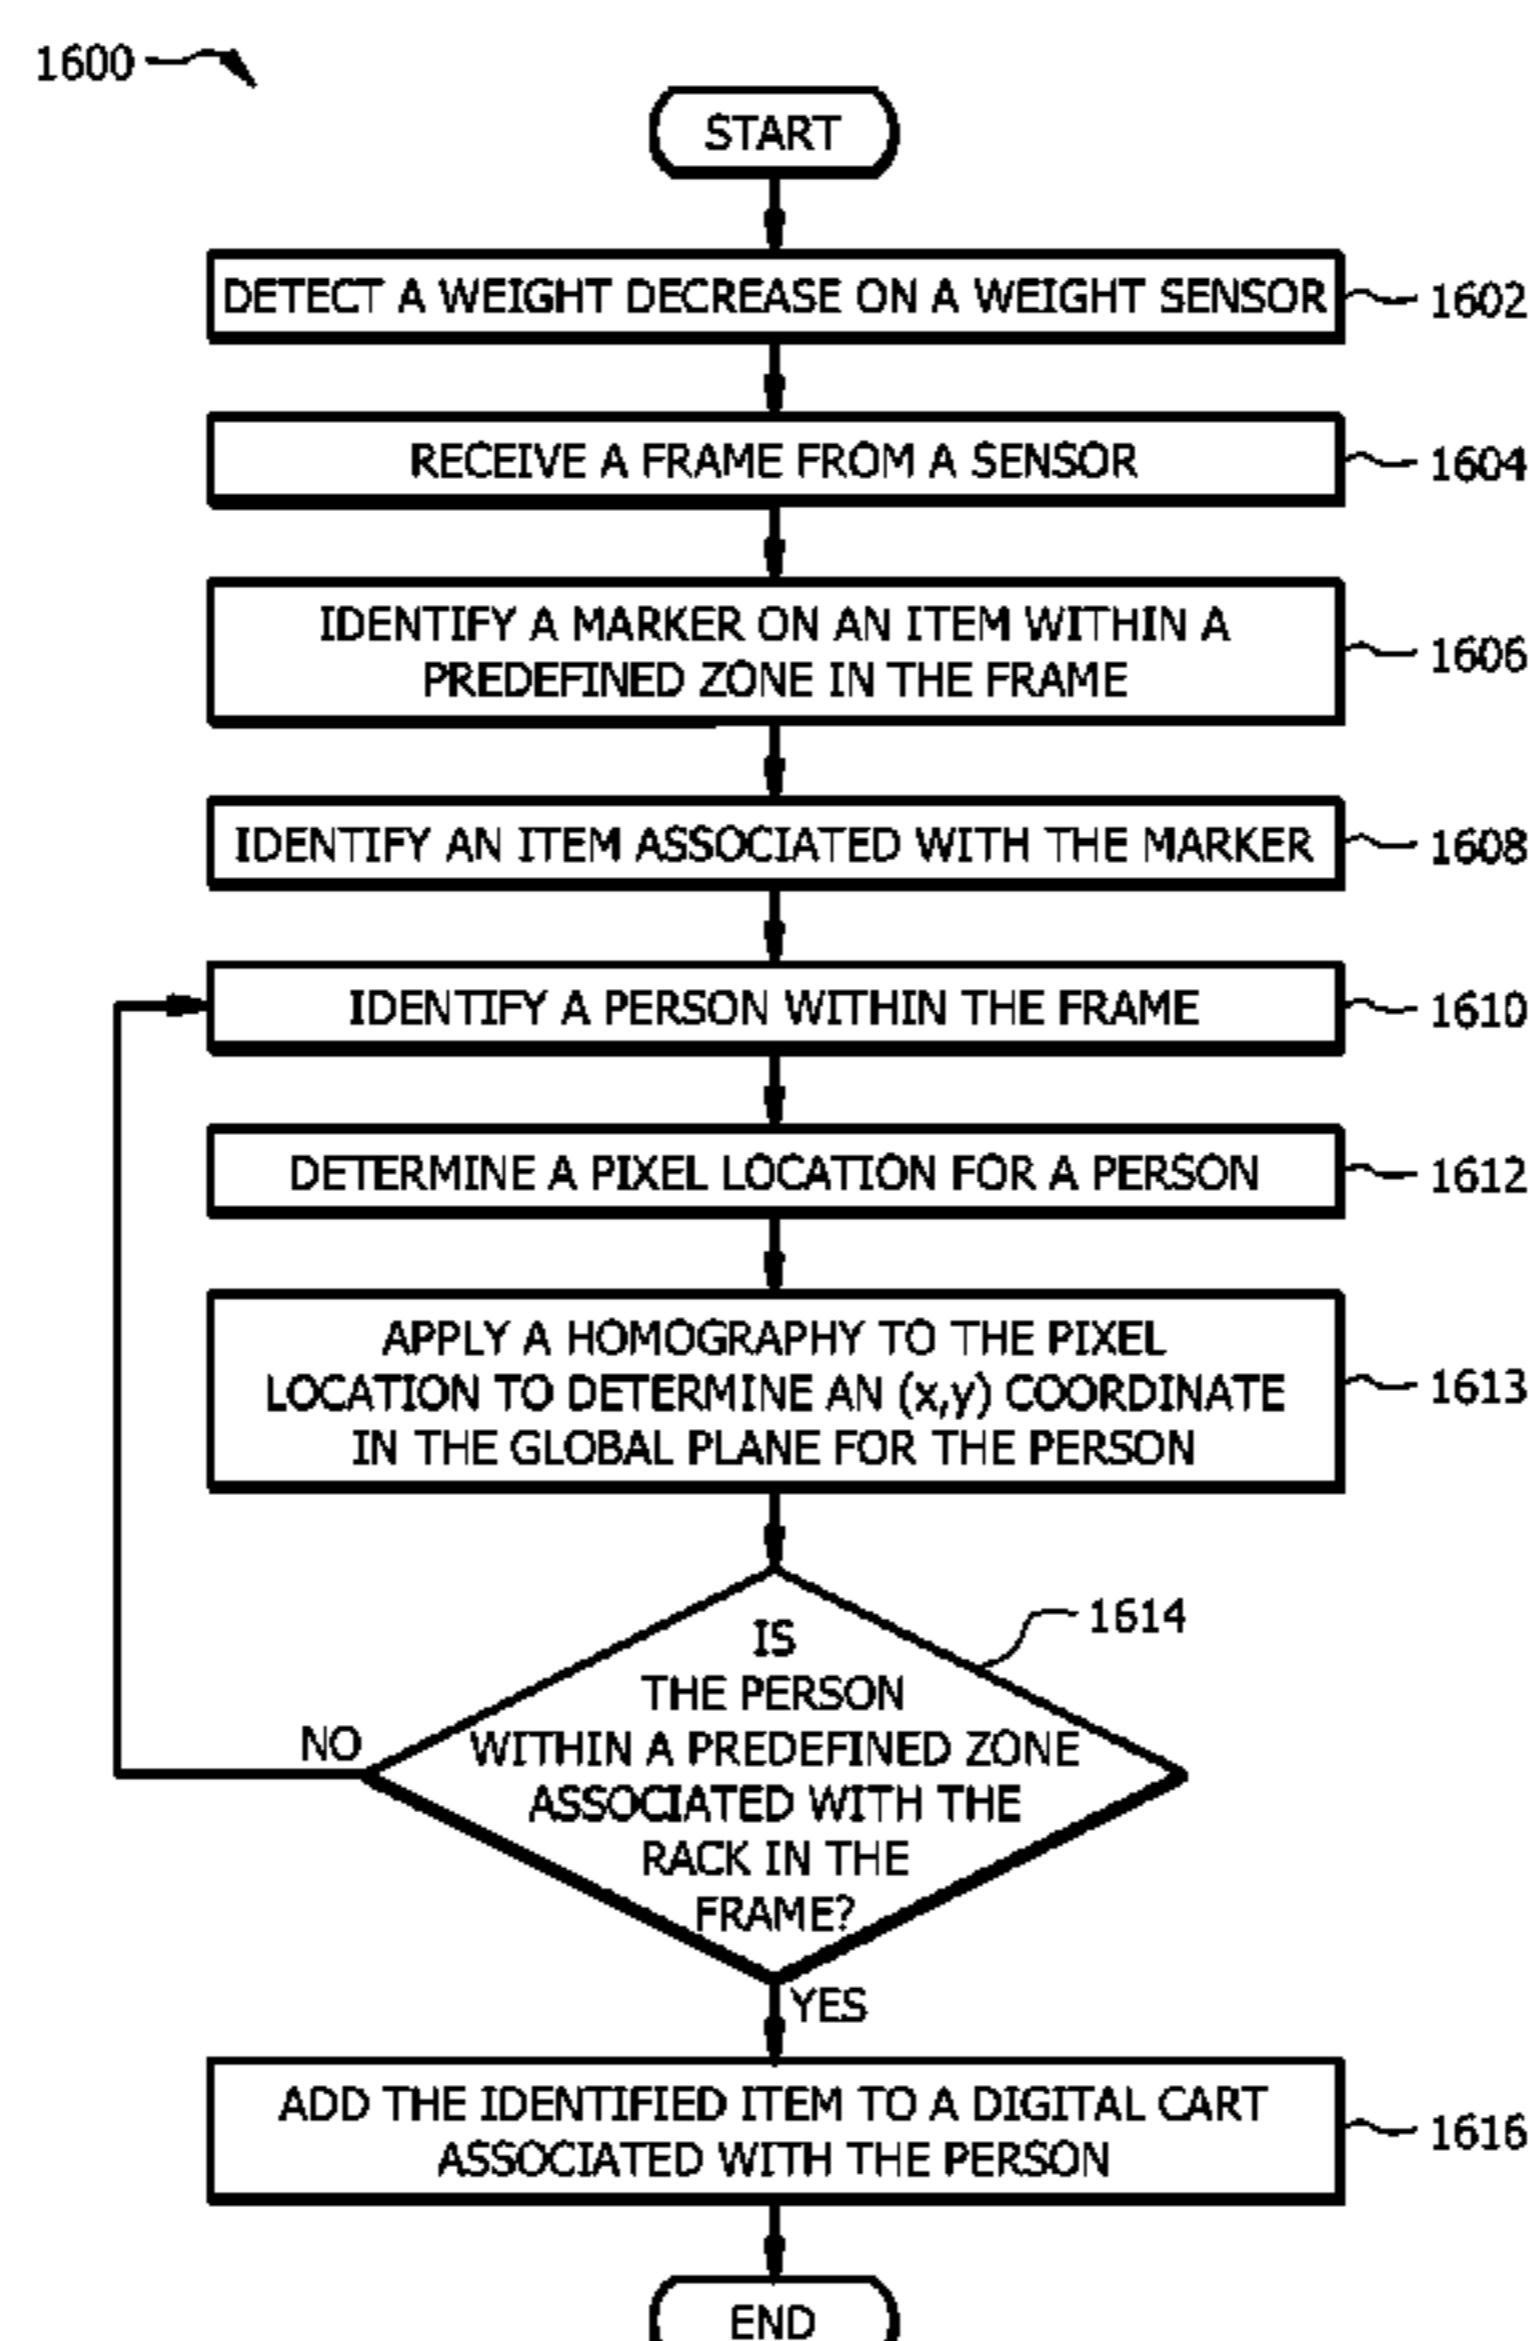 1600
START
DETECT A WEIGHT DECREASE ON A WEIGHT SENSOR
1602
RECEIVE A FRAME FROM A SENSOR
1604
IDENTIFY A MARKER ON AN ITEM WITHIN A
PREDEFINED ZONE IN THE FRAME
1606
IDENTIFY AN ITEM ASSOCIATED WITH THE MARKER
1608
IDENTIFY A PERSON WITHIN THE FRAME
1610
DETERMINE A PIXEL LOCATION FOR A PERSON
1612
APPLY A HOMOGRAPHY TO THE PIXEL
LOCATION TO DETERMINE AN (x,y) COORDINATE
IN THE GLOBAL PLANE FOR THE PERSON
1613
IS
THE PERSON
WITHIN A PREDEFINED ZONE
ASSOCIATED WITH THE
RACK IN THE
FRAME?
1614
NO
YES
ADD THE IDENTIFIED ITEM TO A DIGITAL CART
ASSOCIATED WITH THE PERSON
1616
END